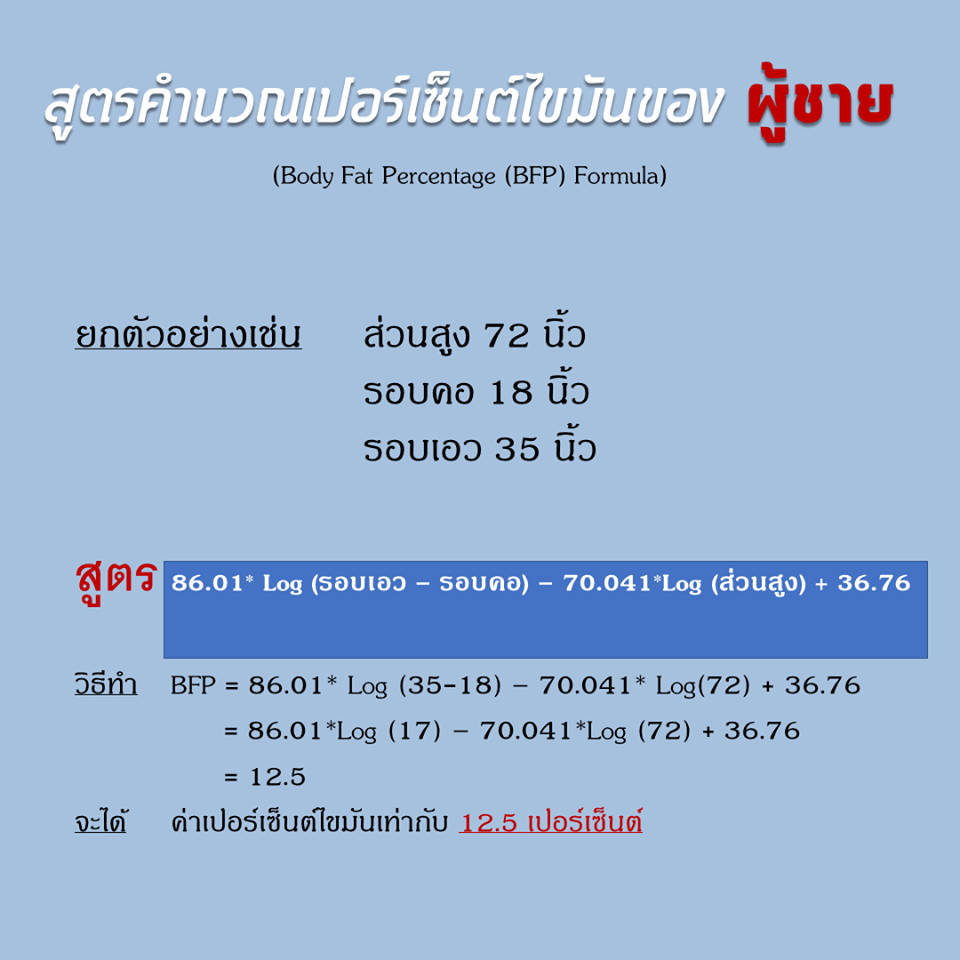 สูตรคำนวณเปอร์เซ็นต์ไขมันของ ผู้ชาย
(Body Fat Percentage (BFP) Formula)
ยกตัวอย่างเช่น ส่วนสูง 72 นิ้ว
รอบคอ 18 นิ้ว
รอบเอว 35 นิ้ว
สูตร 86.01* Log (รอบเอว – รอบคอ) – 70.041*Log (ส่วนสูง) + 36.76
วิธีทำ BFP = 86.01* Log (35-18) – 70.041* Log(72) + 36.76
= 86.01*Log (17) – 70.041*Log (72) + 36.76
= 12.5
จะได้ ค่าเปอร์เซ็นต์ไขมันเท่ากับ 12.5 เปอร์เซ็นต์